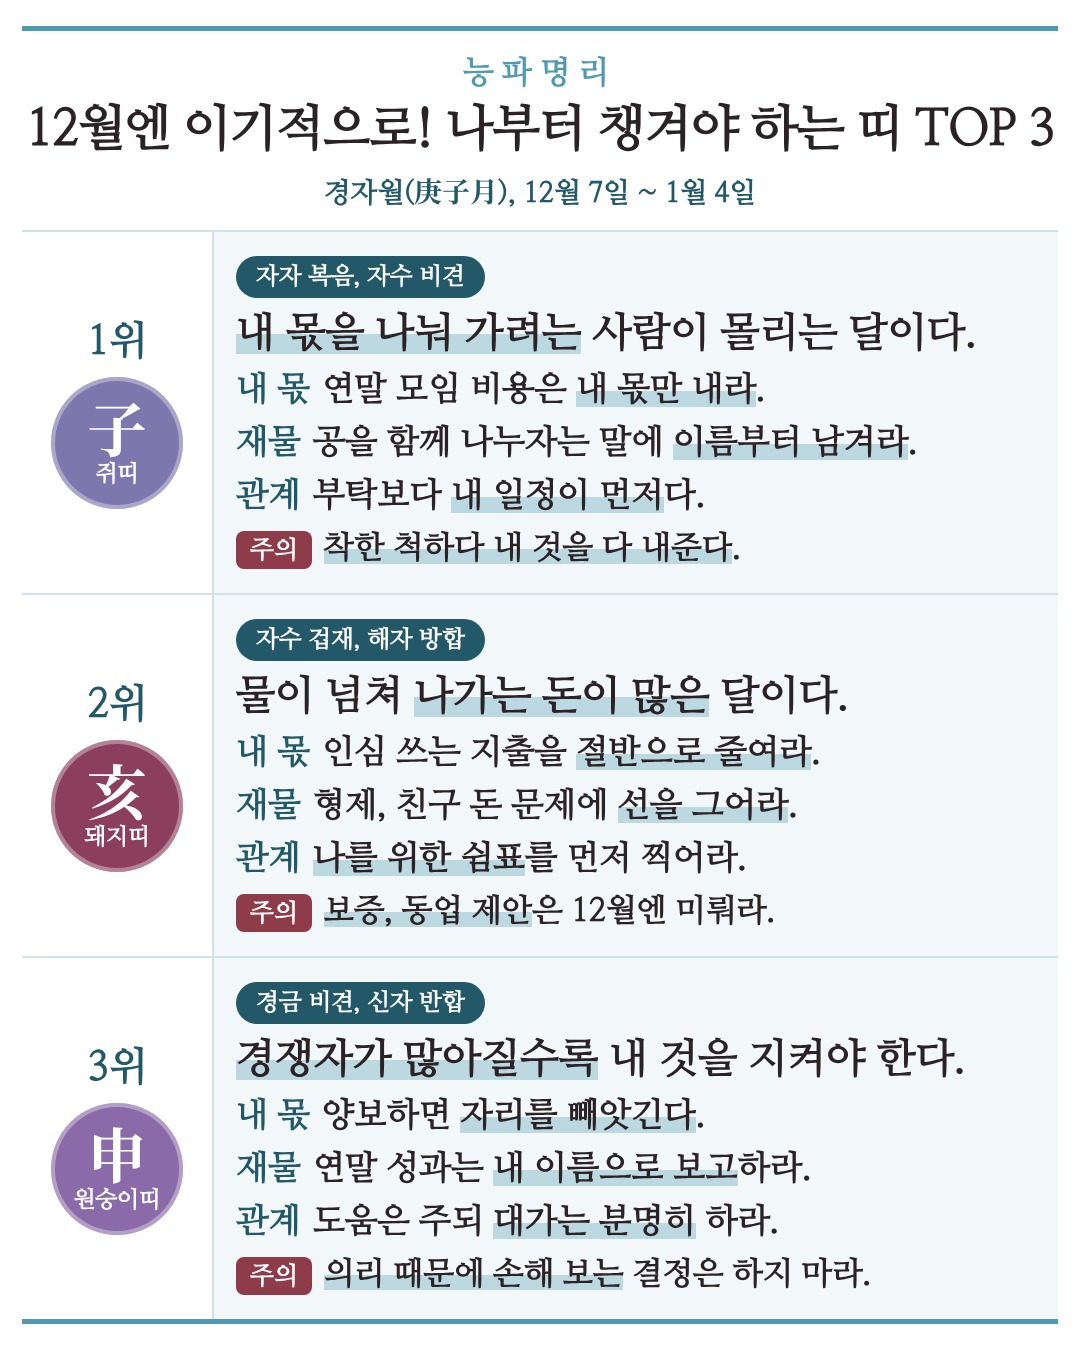 능파명리
12월엔 이기적으로! 나부터 챙겨야 하는 띠 TOP 3
경자월(庚子月), 12월 7일 ~ 1월 4일
1위
子
쥐띠
자자 복음, 자수 비견
내 몫을 나눠 가려는 사람이 몰리는 달이다.
내 몫 연말 모임 비용은 내 몫만 내라.
재물 공을 함께 나누자는 말에 이름부터 남겨라.
관계 부탁보다 내 일정이 먼저다.
주의 착한 척하다 내 것을 다 내준다.
2위
亥
돼지띠
자수 겁재, 해자 방합
물이 넘쳐 나가는 돈이 많은 달이다.
내 몫 인심 쓰는 지출을 절반으로 줄여라.
재물 형제, 친구 돈 문제에 선을 그어라.
관계 나를 위한 쉼표를 먼저 찍어라.
주의 보증, 동업 제안은 12월엔 미뤄라.
3위
申
원숭이띠
경금 비견, 신자 반합
경쟁자가 많아질수록 내 것을 지켜야 한다.
내 몫 양보하면 자리를 빼앗긴다.
재물 연말 성과는 내 이름으로 보고하라.
관계 도움은 주되 대가는 분명히 하라.
주의 의리 때문에 손해 보는 결정은 하지 마라.